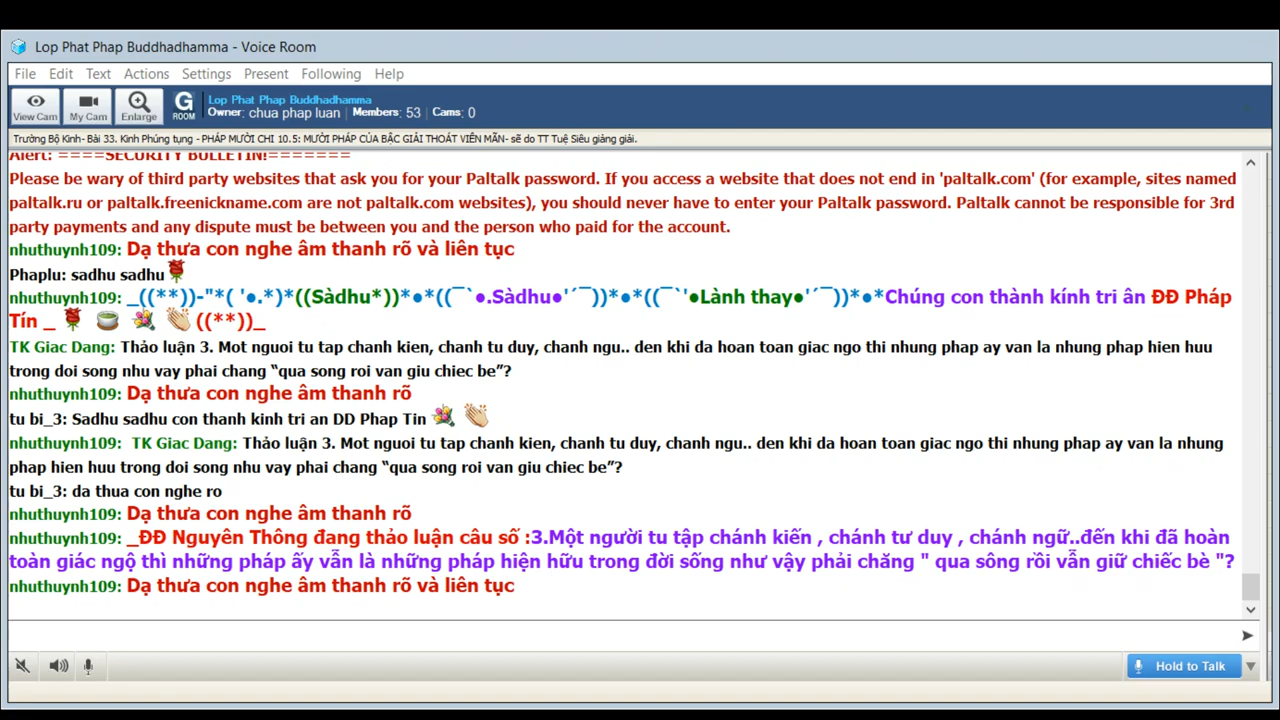 Lop Phat Phap Buddhadhamma - Voice Room
File Edit Text Actions Settings Present Following Help
View Cam My Cam Enlarge G ROOM
Lop Phat Phap Buddhadhamma
Owner: chua phap luan Members: 53 Cams: 0
Trường Bộ Kinh- Bài 33. Kinh Phúng tụng - PHÁP MƯỜI CHI 10.5: MƯỜI PHÁP CỦA BẬC GIẢI THOÁT VIÊN MÃN- sẽ do TT Tuệ Siêu giảng giải.
Alert: ====SECURITY BULLETIN!=======
Please be wary of third party websites that ask you for your Paltalk password. If you access a website that does not end in 'paltalk.com' (for example, sites named
paltalk.ru or paltalk.freenickname.com are not paltalk.com websites), you should never have to enter your Paltalk password. Paltalk cannot be responsible for 3rd
party payments and any dispute must be between you and the person who paid for the account.
nhuthuynh109: Dạ thưa con nghe âm thanh rõ và liên tục
Phaplu: sadhu sadhu
nhuthuynh109: _((**))-"*( '●.*)*((Sàdhu*))*●*((¯`●.Sàdhu●'´¯))*●*((¯`'●Lành thay●'´¯))*●*Chúng con thành kính tri ân ĐĐ Pháp
Tín _ ((**))_
TK Giac Dang: Thảo luận 3. Mot nguoi tu tap chanh kien, chanh tu duy, chanh ngu.. den khi da hoan toan giac ngo thi nhung phap ay van la nhung phap hien huu
trong doi song nhu vay phai chang “qua song roi van giu chiec be”?
nhuthuynh109: Dạ thưa con nghe âm thanh rõ
tu bi_3: Sadhu sadhu con thanh kinh tri an DD Phap Tin
nhuthuynh109: TK Giac Dang: Thảo luận 3. Mot nguoi tu tap chanh kien, chanh tu duy, chanh ngu.. den khi da hoan toan giac ngo thi nhung phap ay van la nhung
phap hien huu trong doi song nhu vay phai chang “qua song roi van giu chiec be”?
tu bi_3: da thua con nghe ro
nhuthuynh109: Dạ thưa con nghe âm thanh rõ
nhuthuynh109: _ĐĐ Nguyên Thông đang thảo luận câu số :3.Một người tu tập chánh kiến , chánh tư duy , chánh ngữ..đến khi đã hoàn
toàn giác ngộ thì những pháp ấy vẫn là những pháp hiện hữu trong đời sống như vậy phải chăng " qua sông rồi vẫn giữ chiếc bè "?
nhuthuynh109: Dạ thưa con nghe âm thanh rõ và liên tục
Hold to Talk